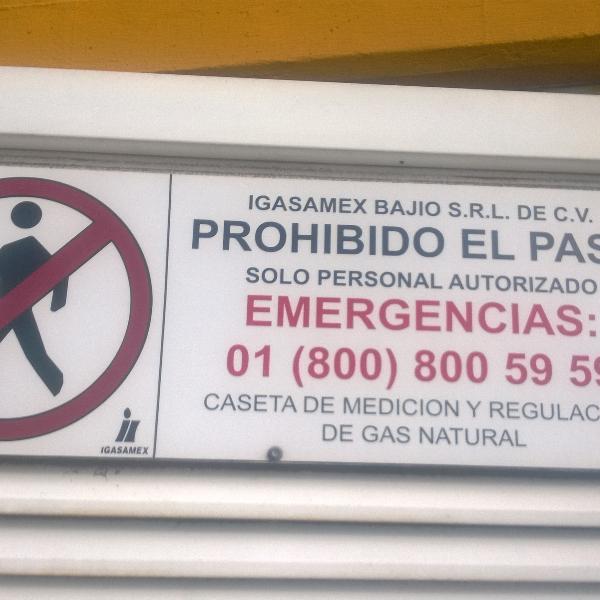 IGASAMEX BAJIO S.R.L. DE C.V.
PROHIBIDO EL PAS
SOLO PERSONAL AUTORIZADO
EMERGENCIAS:
01 (800) 800 59 59
CASETA DE MEDICION Y REGULAC
DE GAS NATURAL
IGASAMEX